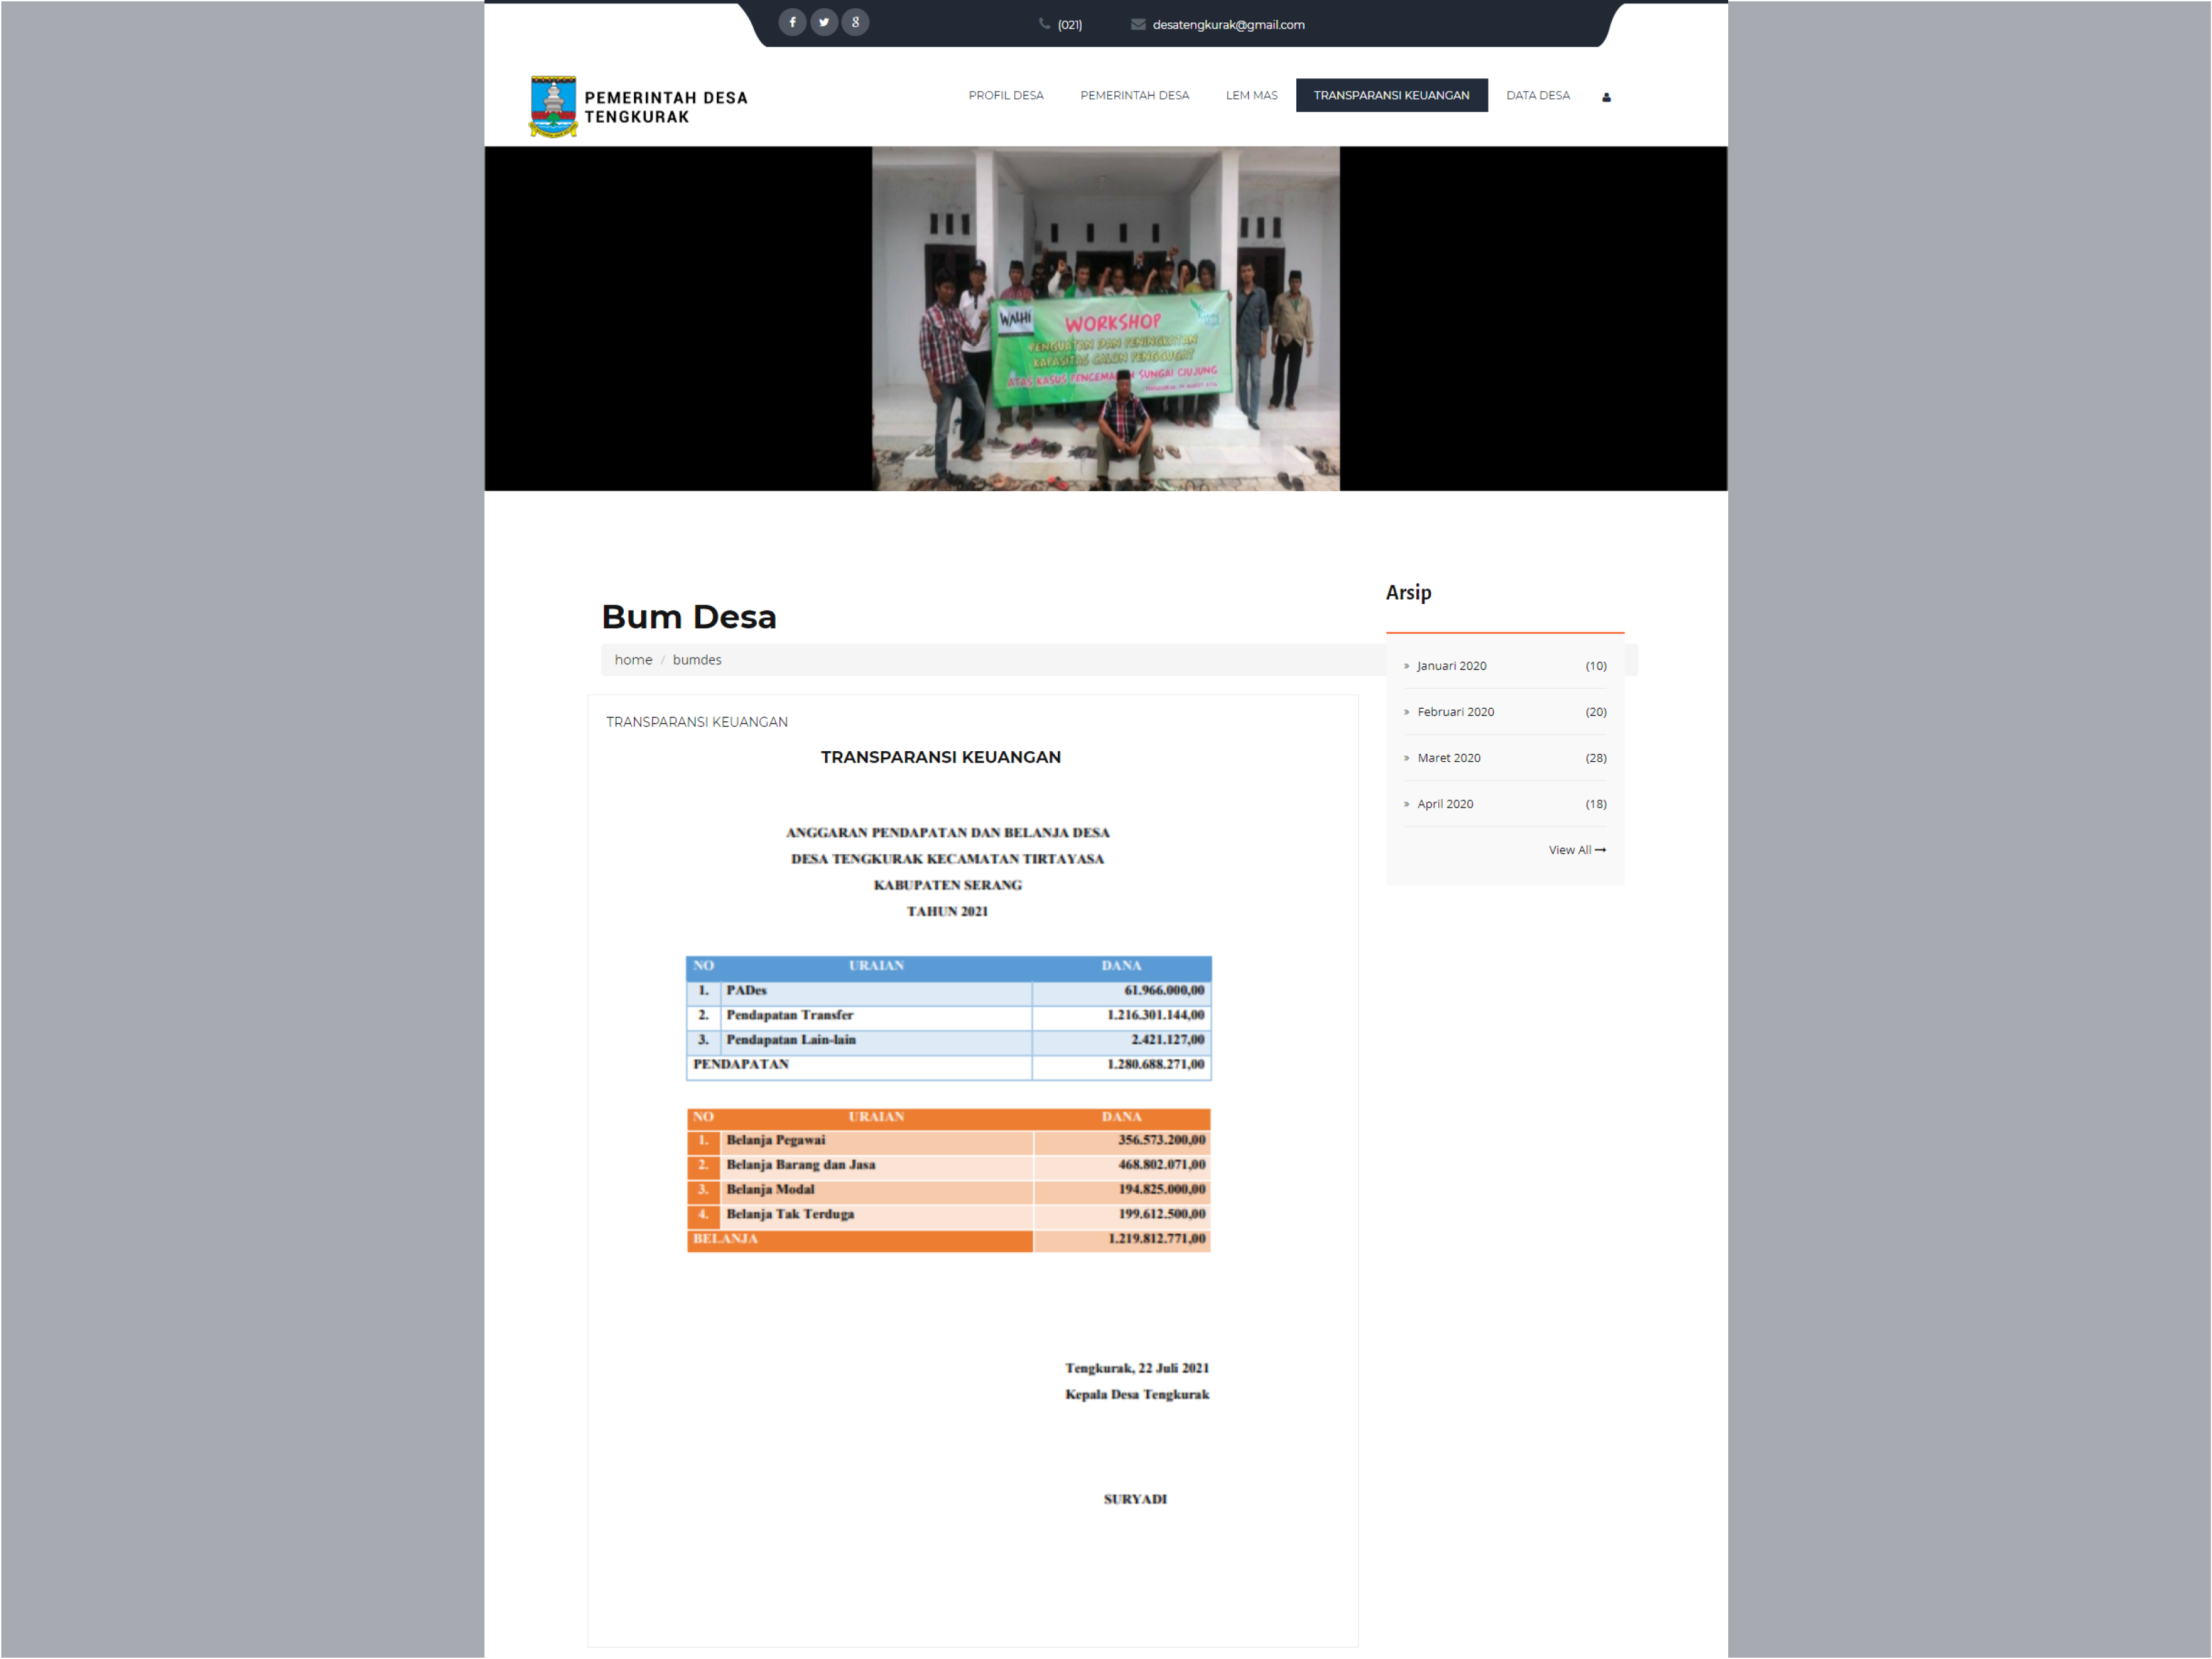 (021) desatengkurak@gmail.com
PEMERINTAH DESA
TENGKURAK
PROFIL DESA PEMERINTAH DESA LEM MAS TRANSPARANSI KEUANGAN DATA DESA
WALHI
WORKSHOP
PENGUATAN DAN PENINGKATAN
KAPASITAS CALON PENGGUGAT
ATAS KASUS PENCEMA SUNGAI CIUJUNG
Bum Desa
home / bumdes
TRANSPARANSI KEUANGAN
TRANSPARANSI KEUANGAN
ANGGARAN PENDAPATAN DAN BELANJA DESA
DESA TENGKURAK KECAMATAN TIRTAYASA
KABUPATEN SERANG
TAHUN 2021
NO URAIAN DANA
1. PADes 61.966.000,00
2. Pendapatan Transfer 1.216.301.144,00
3. Pendapatan Lain-lain 2.421.127,00
PENDAPATAN 1.280.688.271,00
NO URAIAN DANA
1. Belanja Pegawai 356.573.200,00
2. Belanja Barang dan Jasa 468.802.071,00
3. Belanja Modal 194.825.000,00
4. Belanja Tak Terduga 199.612.500,00
BELANJA 1.219.812.771,00
Tengkurak, 22 Juli 2021
Kepala Desa Tengkurak
SURYADI
Arsip
» Januari 2020 (10)
» Februari 2020 (20)
» Maret 2020 (28)
» April 2020 (18)
View All →